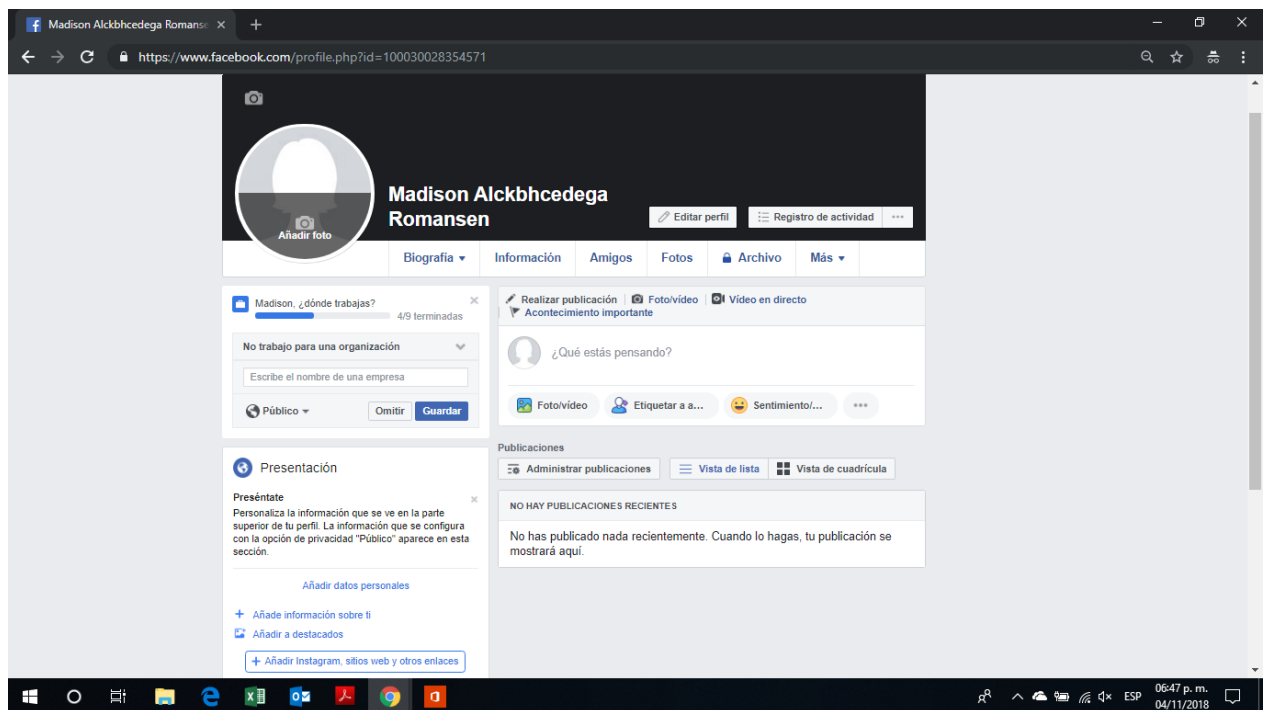 Madison Alckbhcedega Romanse
https://www.facebook.com/profile.php?id=100030028354571
Añadir foto
Madison Alckbhcedega
Romansen
Editar perfil
Registro de actividad
Biografía
Información
Amigos
Fotos
Archivo
Más
Madison, ¿dónde trabajas?
4/9 terminadas
No trabajo para una organización
Escribe el nombre de una empresa
Público
Omitir
Guardar
Presentación
Preséntate
Personaliza la información que se ve en la parte
superior de tu perfil. La información que se configura
con la opción de privacidad "Público" aparece en esta
sección.
Añadir datos personales
+ Añade información sobre ti
Añadir a destacados
+ Añadir Instagram, sitios web y otros enlaces
Realizar publicación
Foto/vídeo
Vídeo en directo
Acontecimiento importante
¿Qué estás pensando?
Foto/vídeo
Etiquetar a a...
Sentimiento/...
Publicaciones
Administrar publicaciones
Vista de lista
Vista de cuadrícula
NO HAY PUBLICACIONES RECIENTES
No has publicado nada recientemente. Cuando lo hagas, tu publicación se
mostrará aquí.
ESP
06:47 p. m.
04/11/2018